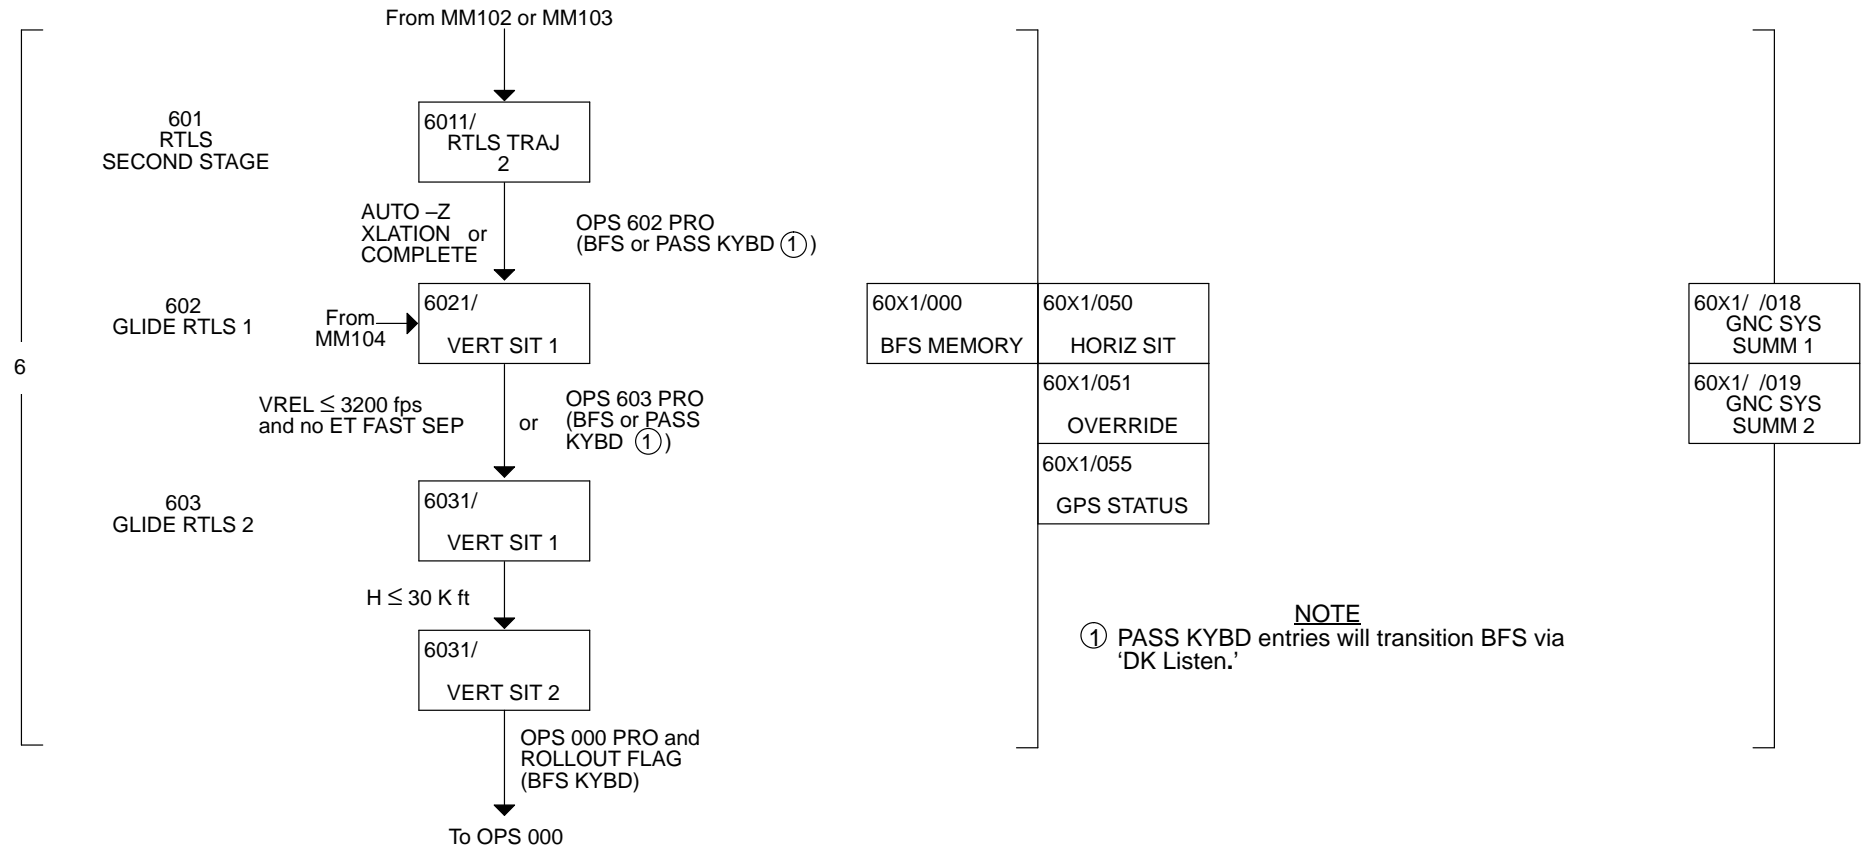 From MM102 or MM103
601
RTLS
SECOND STAGE
6011/
RTLS TRAJ
2
AUTO –Z
XLATION or
COMPLETE
OPS 602 PRO
(BFS or PASS KYBD ①)
6
602
GLIDE RTLS 1
From
MM104
6021/
VERT SIT 1
60X1/000
BFS MEMORY
60X1/050
HORIZ SIT
60X1/051
OVERRIDE
60X1/055
GPS STATUS
60X1/ /018
GNC SYS
SUMM 1
60X1/ /019
GNC SYS
SUMM 2
VREL ≤ 3200 fps
and no ET FAST SEP
or
OPS 603 PRO
(BFS or PASS
KYBD ①)
603
GLIDE RTLS 2
6031/
VERT SIT 1
H ≤ 30 K ft
6031/
VERT SIT 2
NOTE
① PASS KYBD entries will transition BFS via
‘DK Listen.’
OPS 000 PRO and
ROLLOUT FLAG
(BFS KYBD)
To OPS 000